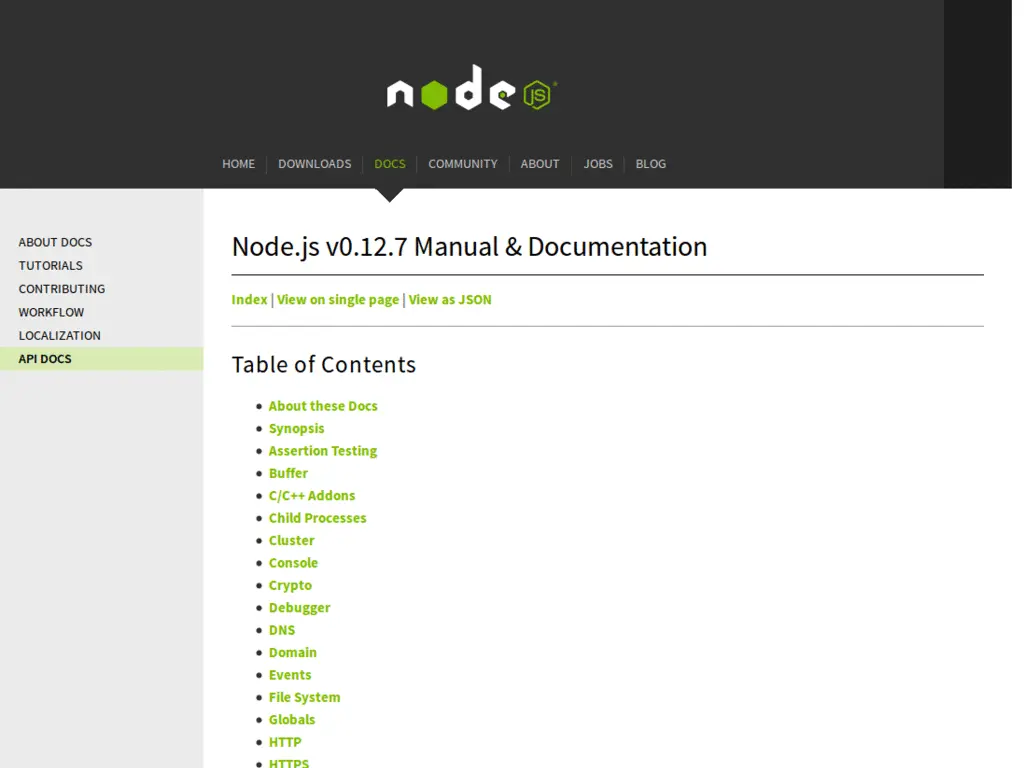 node JS
HOME DOWNLOADS DOCS COMMUNITY ABOUT JOBS BLOG
ABOUT DOCS
TUTORIALS
CONTRIBUTING
WORKFLOW
LOCALIZATION
API DOCS
Node.js v0.12.7 Manual & Documentation
Index | View on single page | View as JSON
Table of Contents
About these Docs
Synopsis
Assertion Testing
Buffer
C/C++ Addons
Child Processes
Cluster
Console
Crypto
Debugger
DNS
Domain
Events
File System
Globals
HTTP
HTTPS